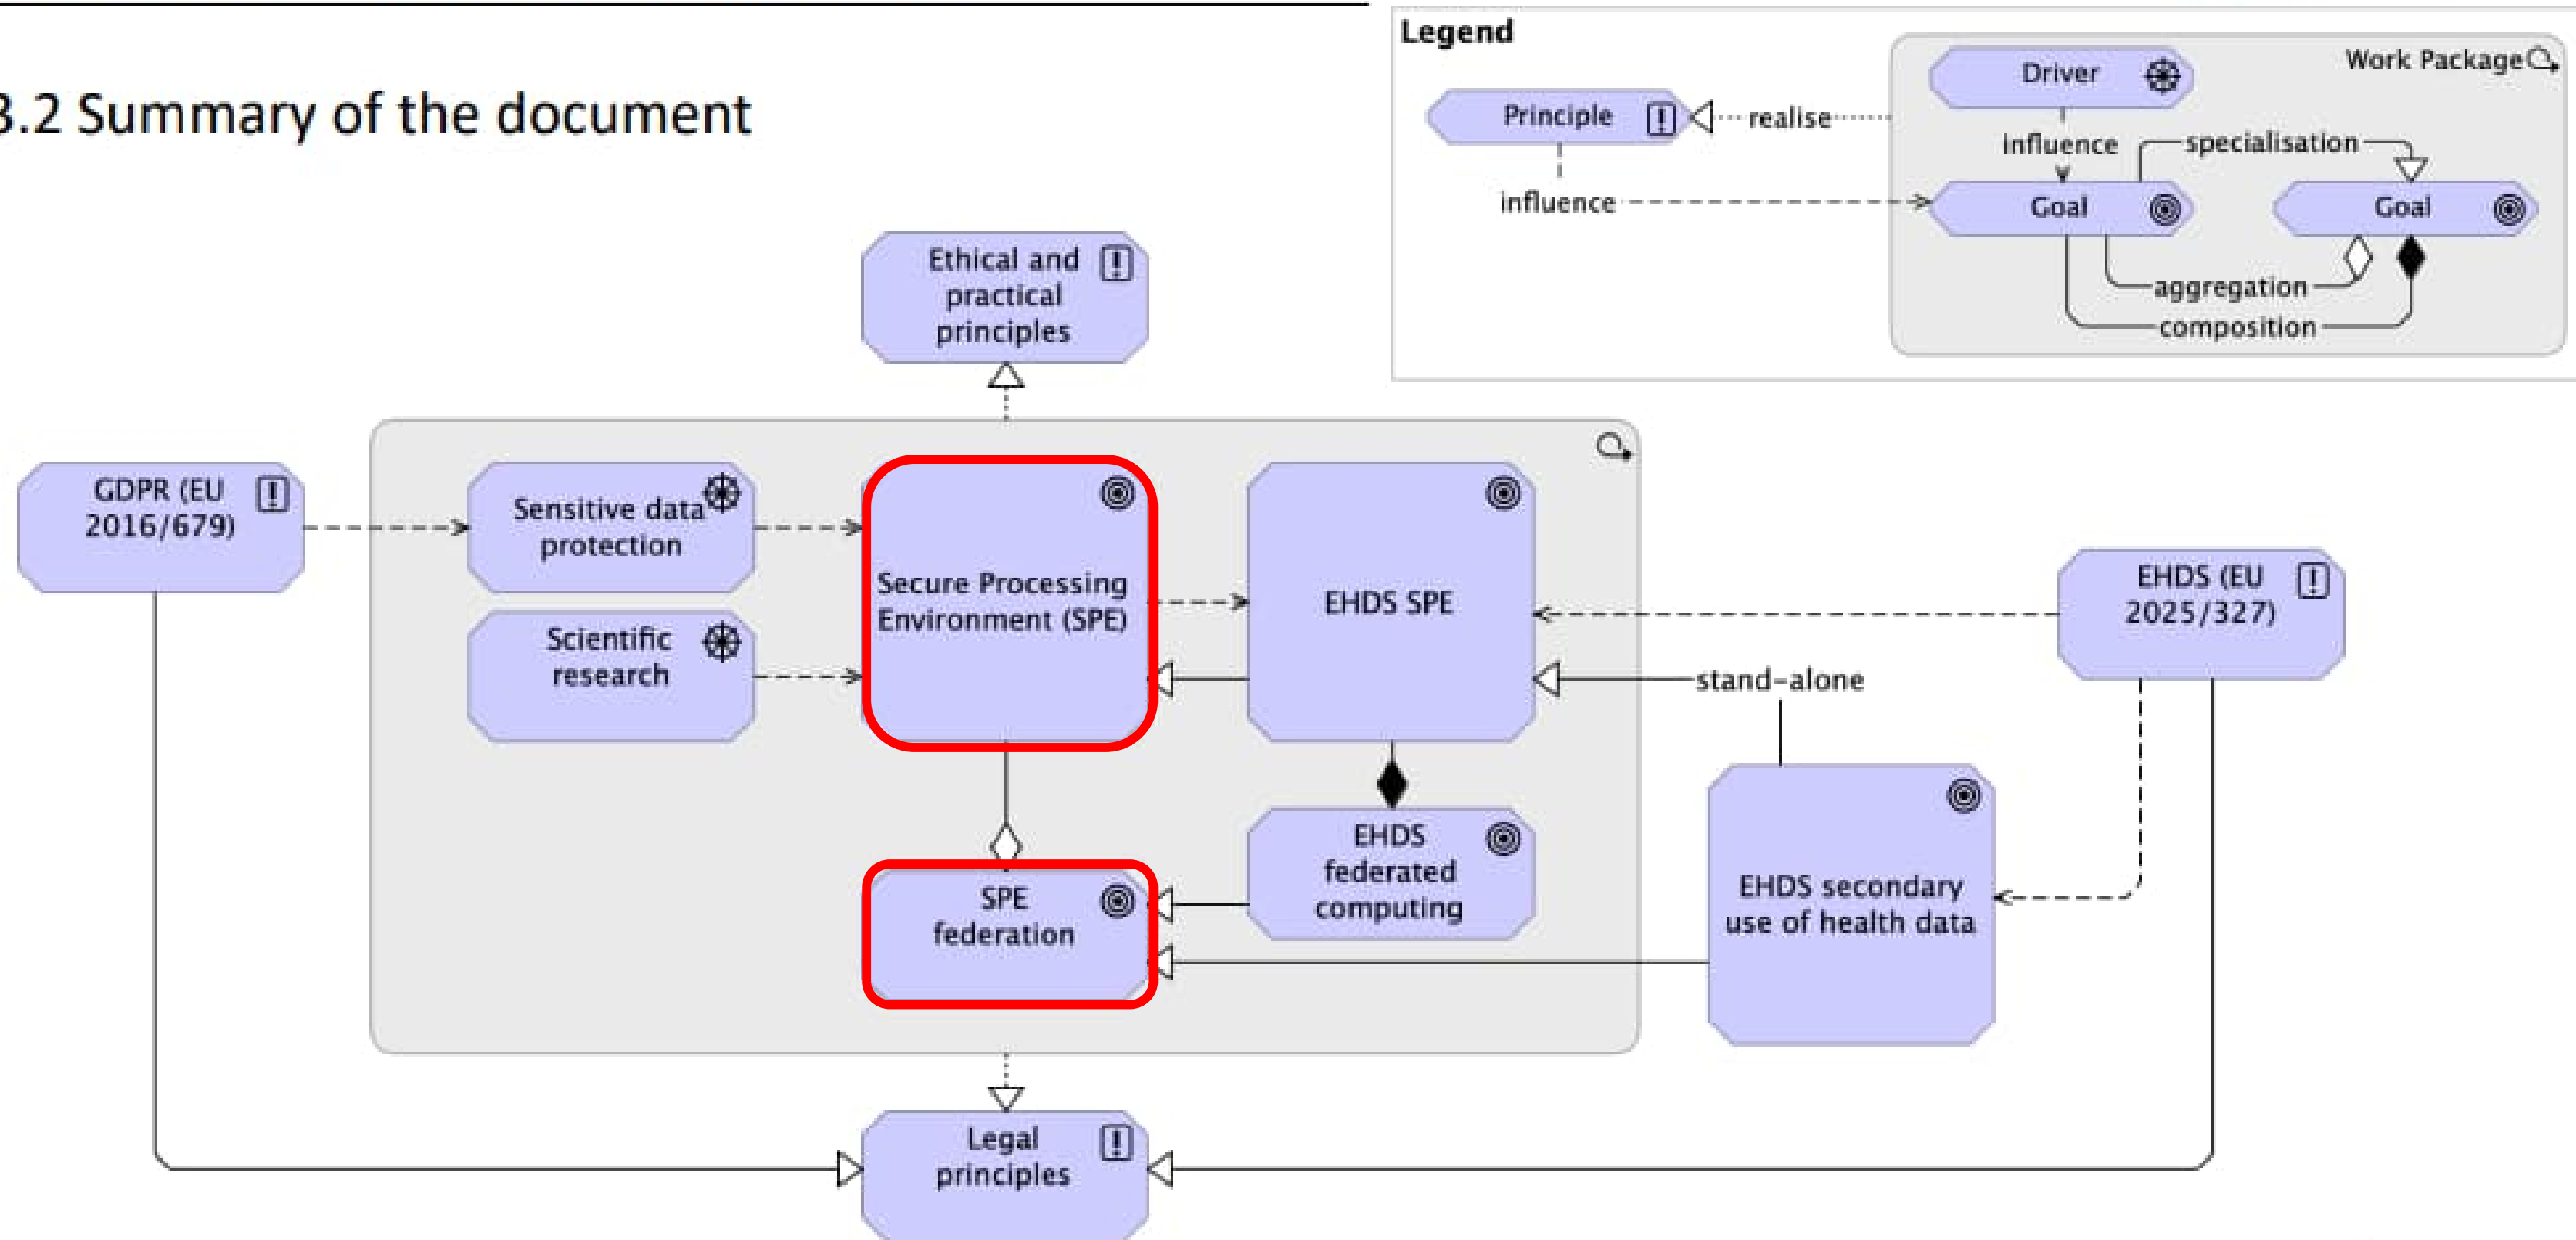 3.2 Summary of the document
Legend
Work Package
Driver
Principle
realise
influence
specialisation
influence
Goal
Goal
aggregation
composition
Ethical and
practical
principles
GDPR (EU
2016/679)
Sensitive data
protection
Scientific
research
Secure Processing
Environment (SPE)
EHDS SPE
EHDS (EU
2025/327)
stand-alone
SPE
federation
EHDS
federated
computing
EHDS secondary
use of health data
Legal
principles